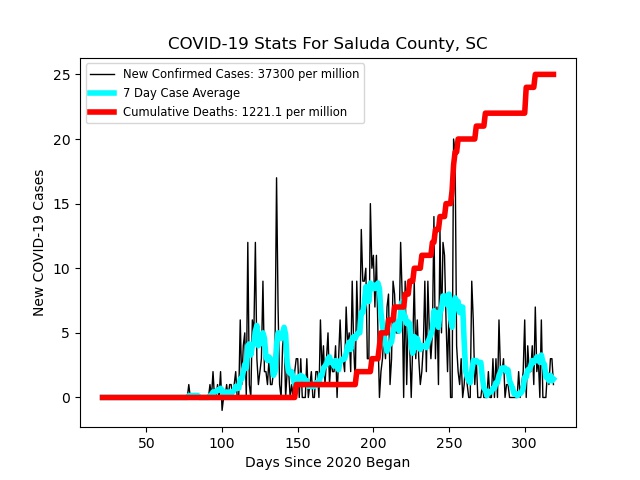 COVID-19 Stats For Saluda County, SC
New Confirmed Cases: 37300 per million
7 Day Case Average
Cumulative Deaths: 1221.1 per million
25
20
15
10
5
0
New COVID-19 Cases
50
100
150
200
250
300
Days Since 2020 Began